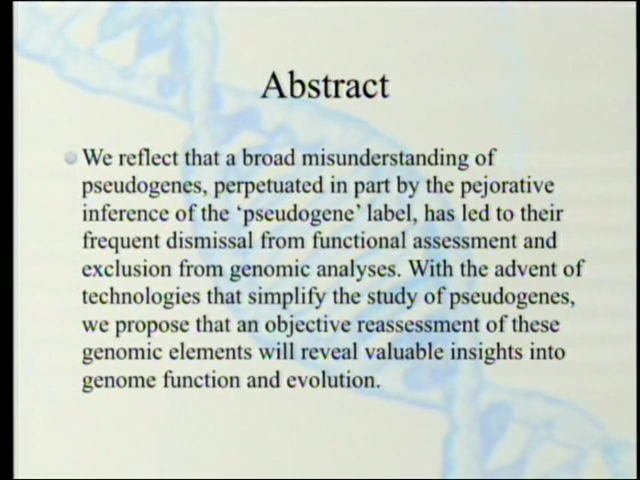 Abstract
We reflect that a broad misunderstanding of
pseudogenes, perpetuated in part by the pejorative
inference of the ‘pseudogene’ label, has led to their
frequent dismissal from functional assessment and
exclusion from genomic analyses. With the advent of
technologies that simplify the study of pseudogenes,
we propose that an objective reassessment of these
genomic elements will reveal valuable insights into
genome function and evolution.